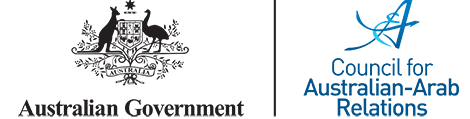 AUSTRALIA
Australian Government
Council for
Australian-Arab
Relations